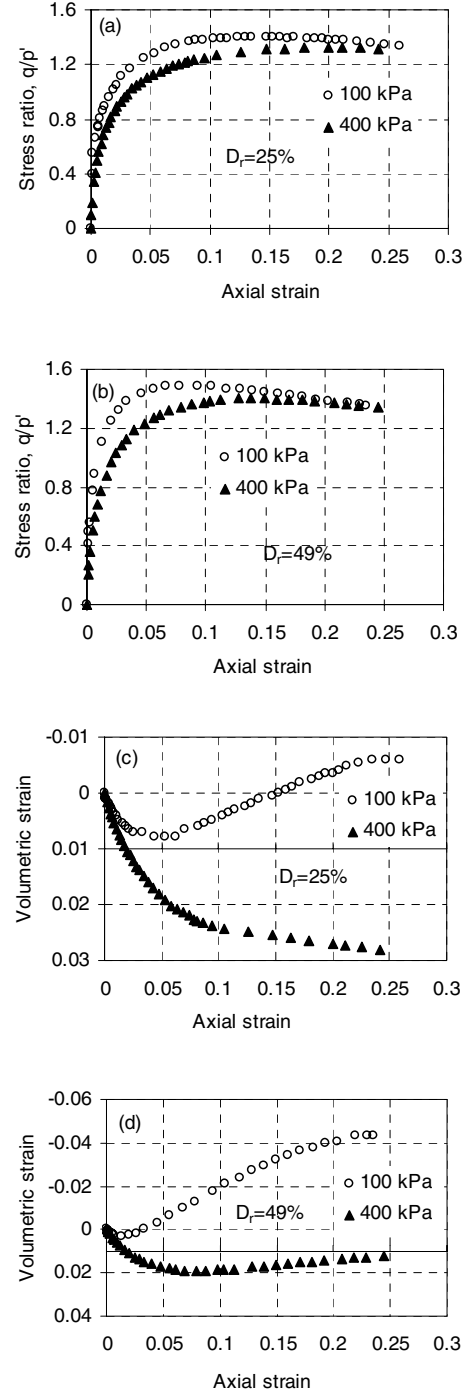 1.6
(a)
1.2
0.8
0.4
0
Stress ratio, q/p'
○ 100 kPa
▲ 400 kPa
Dr=25%
0 0.05 0.1 0.15 0.2 0.25 0.3
Axial strain
1.6
(b)
1.2
0.8
0.4
0
Stress ratio, q/p'
○ 100 kPa
▲ 400 kPa
Dr=49%
0 0.05 0.1 0.15 0.2 0.25 0.3
Axial strain
-0.01
(c)
0
0.01
0.02
0.03
Volumetric strain
○ 100 kPa
▲ 400 kPa
Dr=25%
0 0.05 0.1 0.15 0.2 0.25 0.3
Axial strain
-0.06
(d)
-0.04
-0.02
0
0.02
0.04
Volumetric strain
○ 100 kPa
▲ 400 kPa
Dr=49%
0 0.05 0.1 0.15 0.2 0.25 0.3
Axial strain